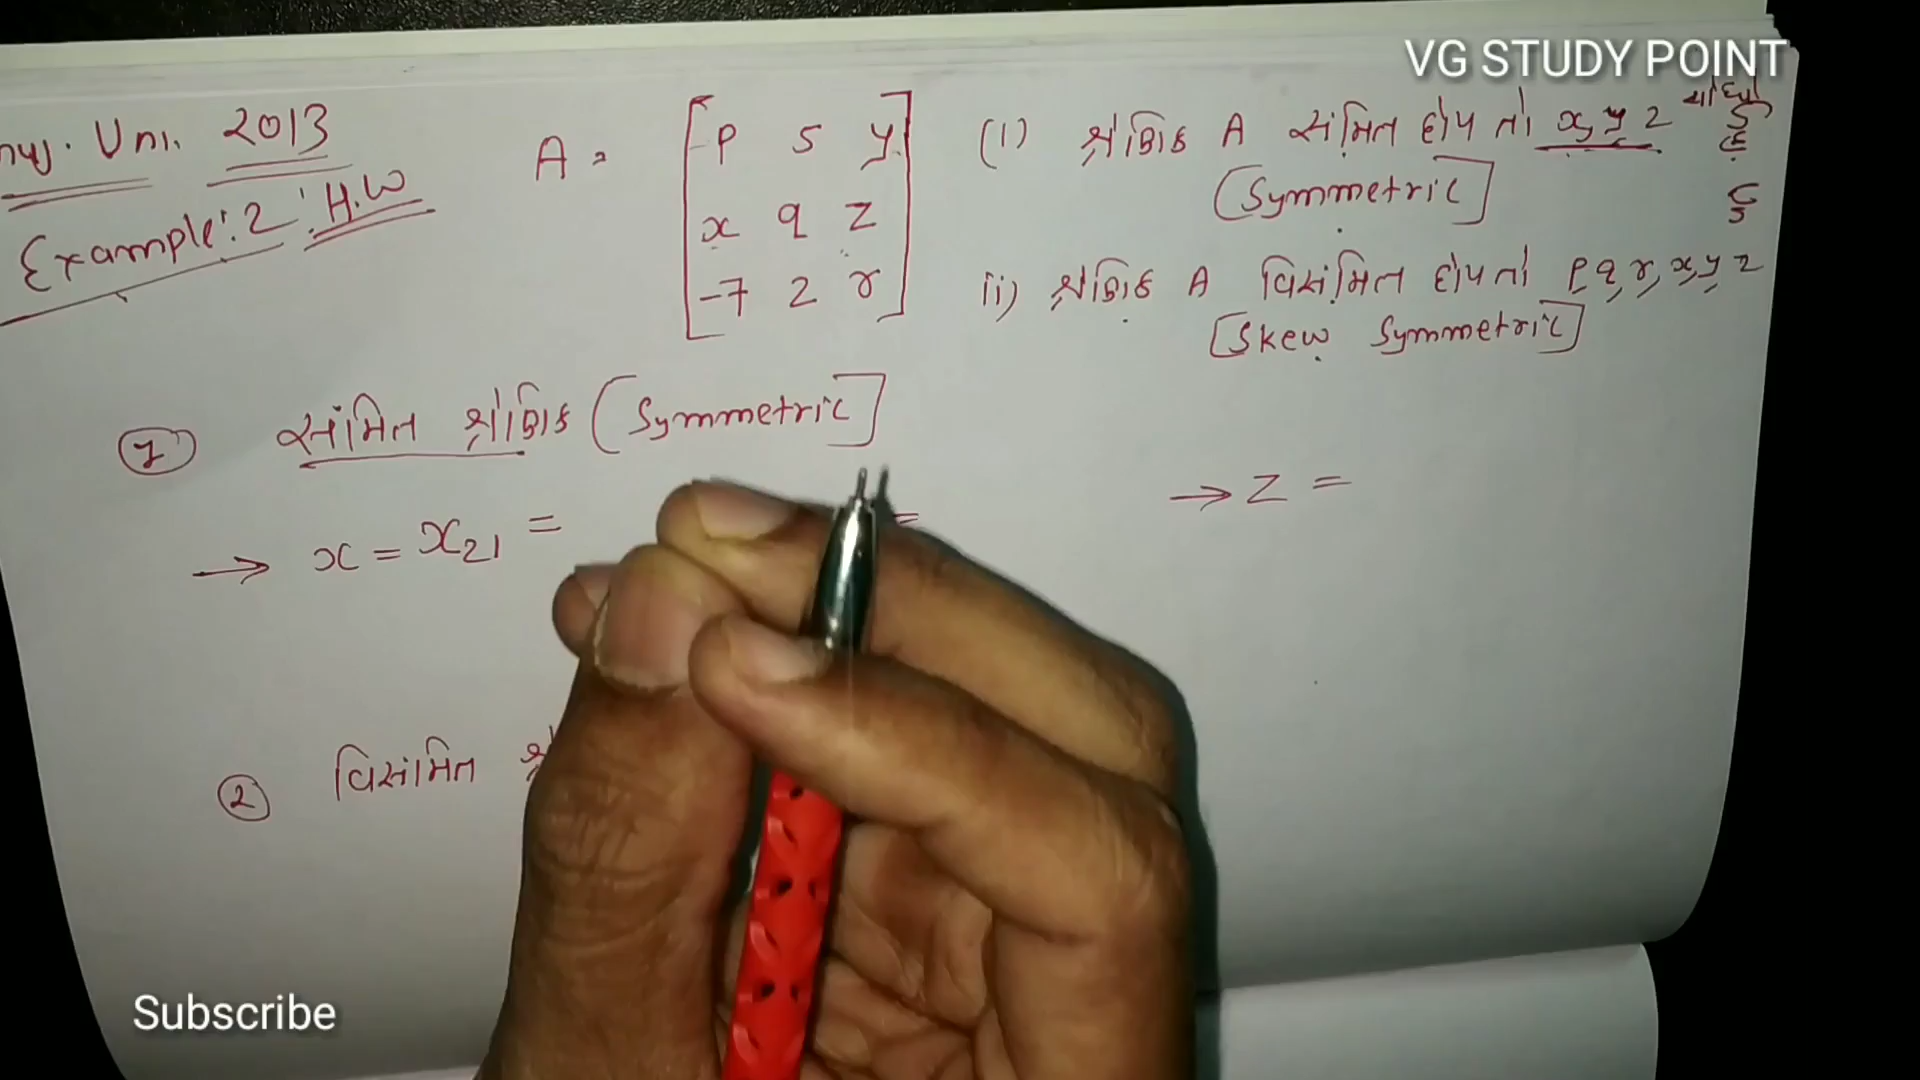 VG STUDY POINT
Uni. 2013
Example:2 H.W
A = [p 5 y
x q z
-7 2 r]
(i) શ્રેણિક A સંમિત હોય તો x, y z
[Symmetric]
ii) શ્રેણિક A વિસંમિત હોય તો p q, r, x, y z
[Skew Symmetric]
1 સંમિત શ્રેણિક [Symmetric]
→ x = x21 = =
→ z =
2 વિસંમિત
Subscribe